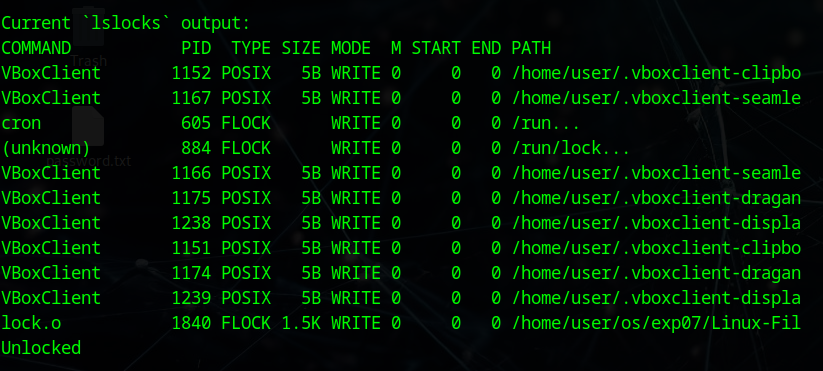 Current `lslocks` output:
COMMAND PID TYPE SIZE MODE M START END PATH
VBoxClient 1152 POSIX 5B WRITE 0 0 0 /home/user/.vboxclient-clipbo
VBoxClient 1167 POSIX 5B WRITE 0 0 0 /home/user/.vboxclient-seamle
cron 605 FLOCK WRITE 0 0 0 /run...
(unknown) 884 FLOCK WRITE 0 0 0 /run/lock...
VBoxClient 1166 POSIX 5B WRITE 0 0 0 /home/user/.vboxclient-seamle
VBoxClient 1175 POSIX 5B WRITE 0 0 0 /home/user/.vboxclient-dragan
VBoxClient 1238 POSIX 5B WRITE 0 0 0 /home/user/.vboxclient-displa
VBoxClient 1151 POSIX 5B WRITE 0 0 0 /home/user/.vboxclient-clipbo
VBoxClient 1174 POSIX 5B WRITE 0 0 0 /home/user/.vboxclient-dragan
VBoxClient 1239 POSIX 5B WRITE 0 0 0 /home/user/.vboxclient-displa
lock.o 1840 FLOCK 1.5K WRITE 0 0 0 /home/user/os/exp07/Linux-Fil
Unlocked
Trash
password.txt